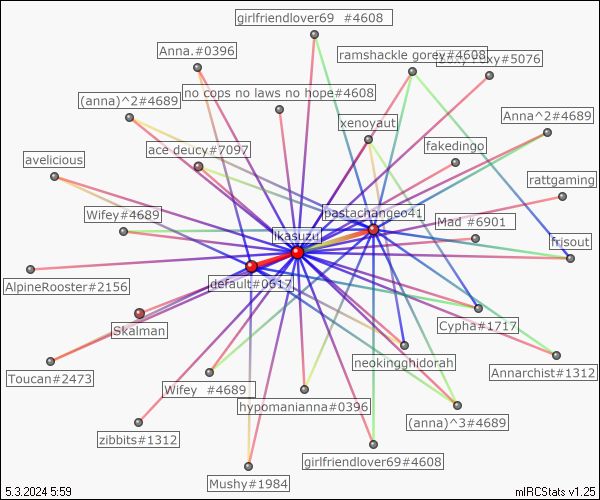 girlfriendlover69 #4608
Anna.#0396
ramshackle gorey#4608
#5076
(anna)^2#4689
no cops no laws no hope#4608
xenoyaut
Anna^2#4689
ace deucy#7097
fakedingo
avelicious
rattgaming
Wifey#4689
pastachangeo41
Mad #6901
ikasuzu
frisout
default#0617
AlpineRooster#2156
Skalman
Cypha#1717
neokingghidorah
Annarchist#1312
Toucan#2473
Wifey #4689
hypomanianna#0396
(anna)^3#4689
zibbits#1312
girlfriendlover69#4608
Mushy#1984
5.3.2024 5:59
mIRCStats v1.25